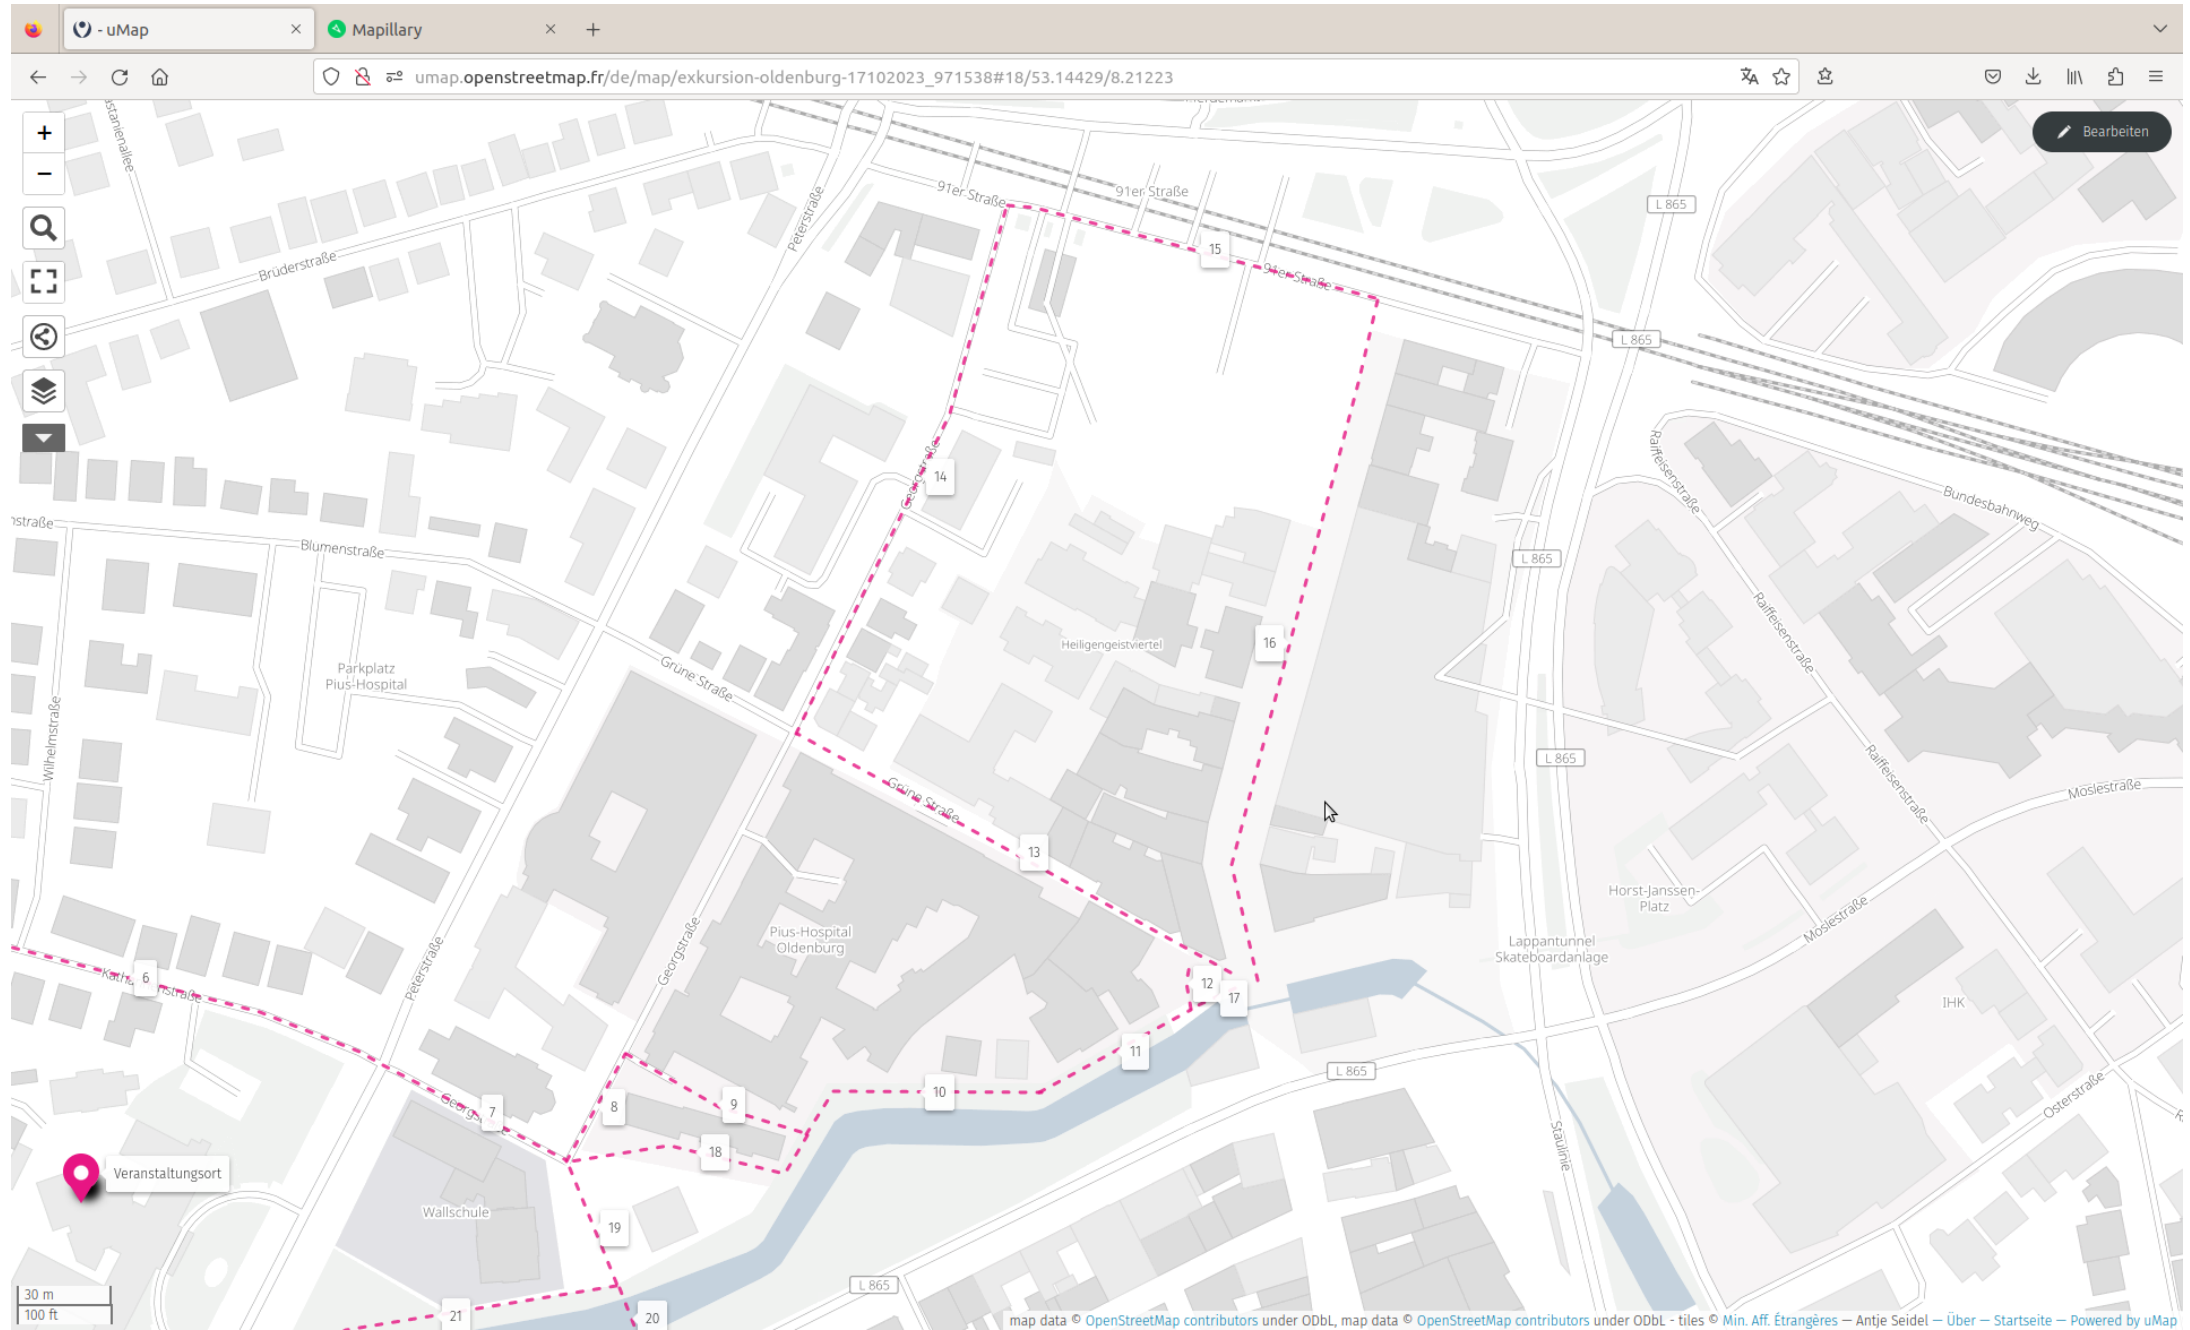 - uMap
Mapillary
umap.openstreetmap.fr/de/map/exkursion-oldenburg-17102023_971538#18/53.14429/8.21223
Bearbeiten
+
−
91er Straße
91er Straße
91er Straße
L 865
Peterstraße
15
Brüderstraße
L 865
14
Georgstraße
Raiffeisenstraße
Bundesbahnweg
Blumenstraße
L 865
Heiligengeistviertel
16
Raiffeisenstraße
Parkplatz
Pius-Hospital
Grüne Straße
Wilhelmstraße
L 865
Raiffeisenstraße
Moslestraße
Grüne Straße
13
Horst-Janssen-
Platz
Pius-Hospital
Oldenburg
Georgstraße
Moslestraße
Lappantunnel
Skateboardanlage
Peterstraße
6
12
17
IHK
11
L 865
10
9
8
7
Osterstraße
18
Staulinie
Veranstaltungsort
Wallschule
19
L 865
30 m
100 ft
21
20
map data © OpenStreetMap contributors under ODbL, map data © OpenStreetMap contributors under ODbL - tiles © Min. Aff. Étrangères — Antje Seidel — Über — Startseite — Powered by uMap